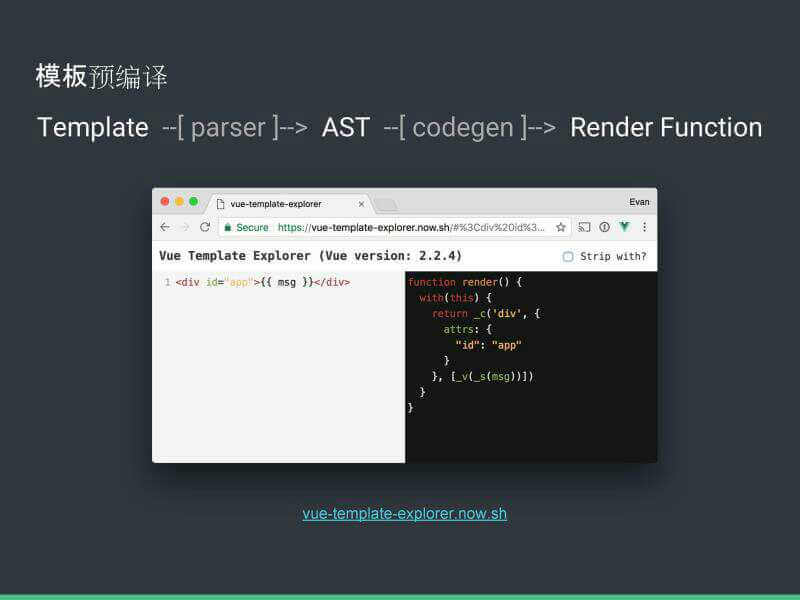 模板预编译
Template --[ parser ]--> AST --[ codegen ]--> Render Function
vue-template-explorer
Evan
Secure https://vue-template-explorer.now.sh/#%3Cdiv%20id%3...
Vue Template Explorer (Vue version: 2.2.4)
Strip with?
1 <div id="app">{{ msg }}</div>
function render() {
with(this) {
return _c('div', {
attrs: {
"id": "app"
}
}, [_v(_s(msg))])
}
}
vue-template-explorer.now.sh